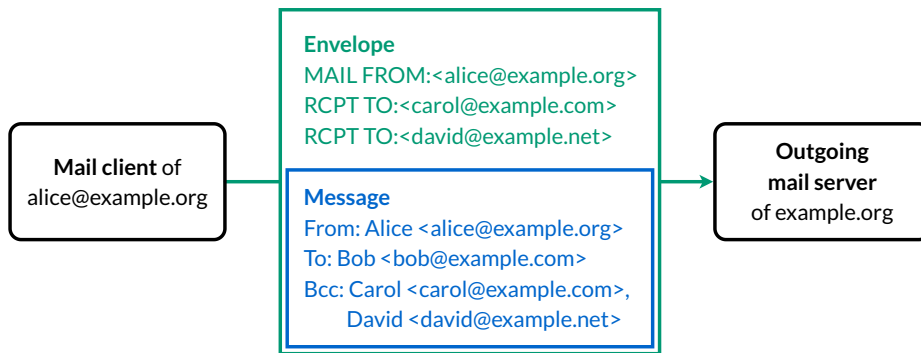 Mail client of
alice@example.org
Envelope
MAIL FROM:<alice@example.org>
RCPT TO:<carol@example.com>
RCPT TO:<david@example.net>
Message
From: Alice <alice@example.org>
To: Bob <bob@example.com>
Bcc: Carol <carol@example.com>,
David <david@example.net>
Outgoing
mail server
of example.org